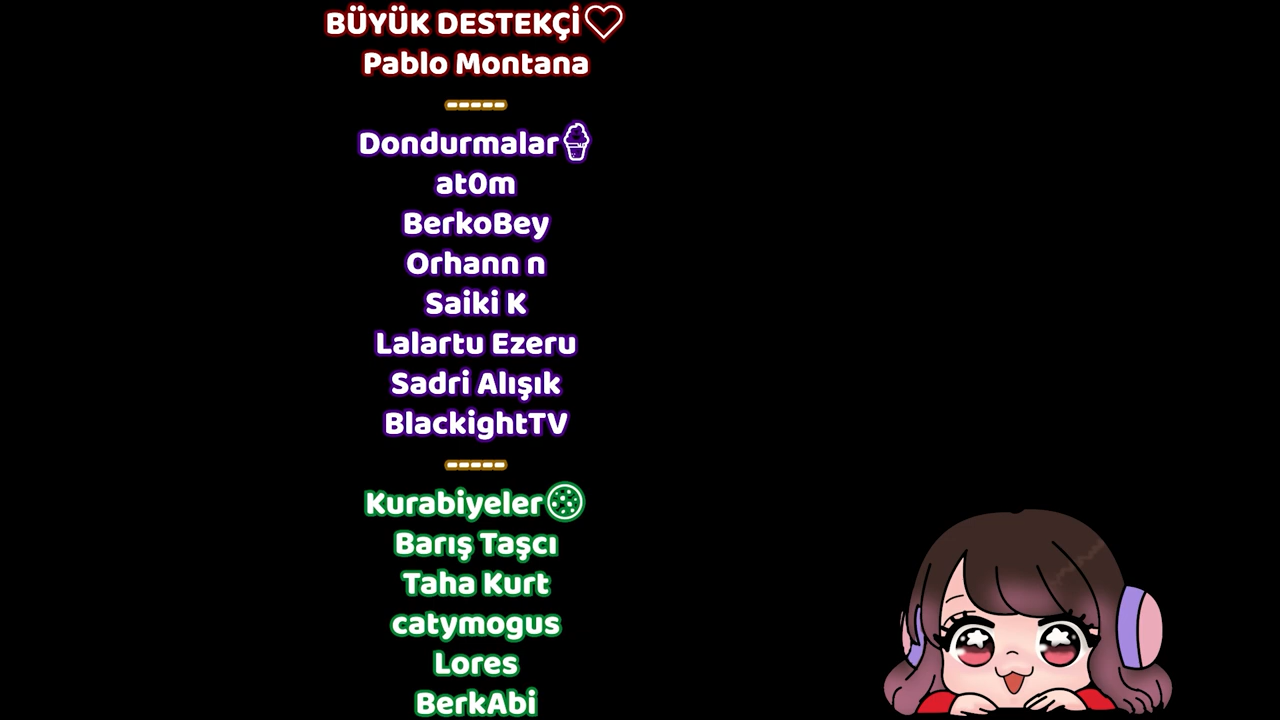 BÜYÜK DESTEKÇİ
Pablo Montana
-----
Dondurmalar
at0m
BerkoBey
Orhann n
Saiki K
Lalartu Ezeru
Sadri Alışık
BlackightTV
-----
Kurabiyeler
Barış Taşcı
Taha Kurt
catymogus
Lores
BerkAbi